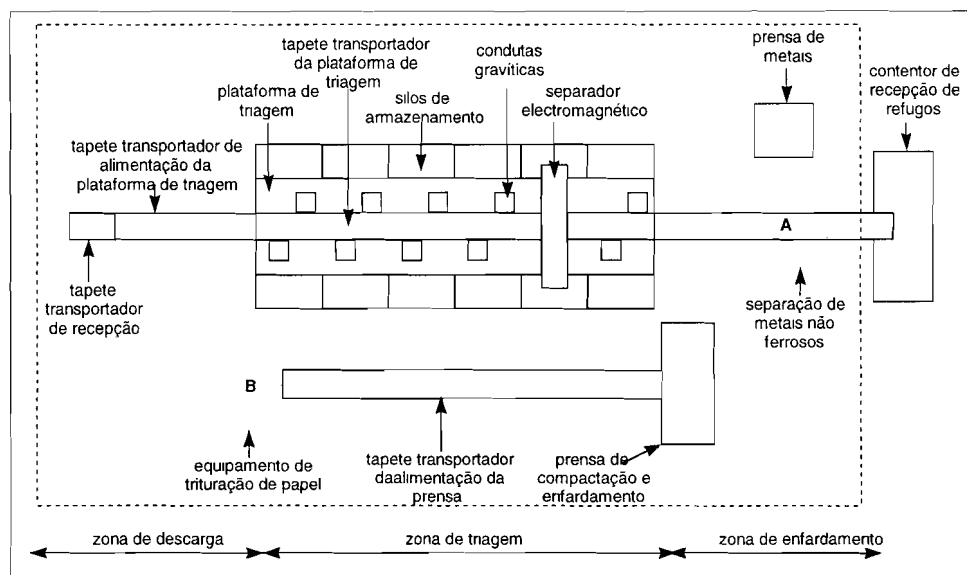 tapete transportador
da plataforma de
triagem
condutas
gravíticas
prensa de
metais
contentor de
recepção de
refugos
plataforma de
triagem
silos de
armazenamento
separador
electromagnético
tapete transportador de
alimentação da
plataforma de triagem
A
tapete
transportador
de recepção
separação de
metais não
ferrosos
B
equipamento de
trituração de papel
tapete transportador
daalimentação da
prensa
prensa de
compactação e
enfardamento
zona de descarga
zona de triagem
zona de enfardamento